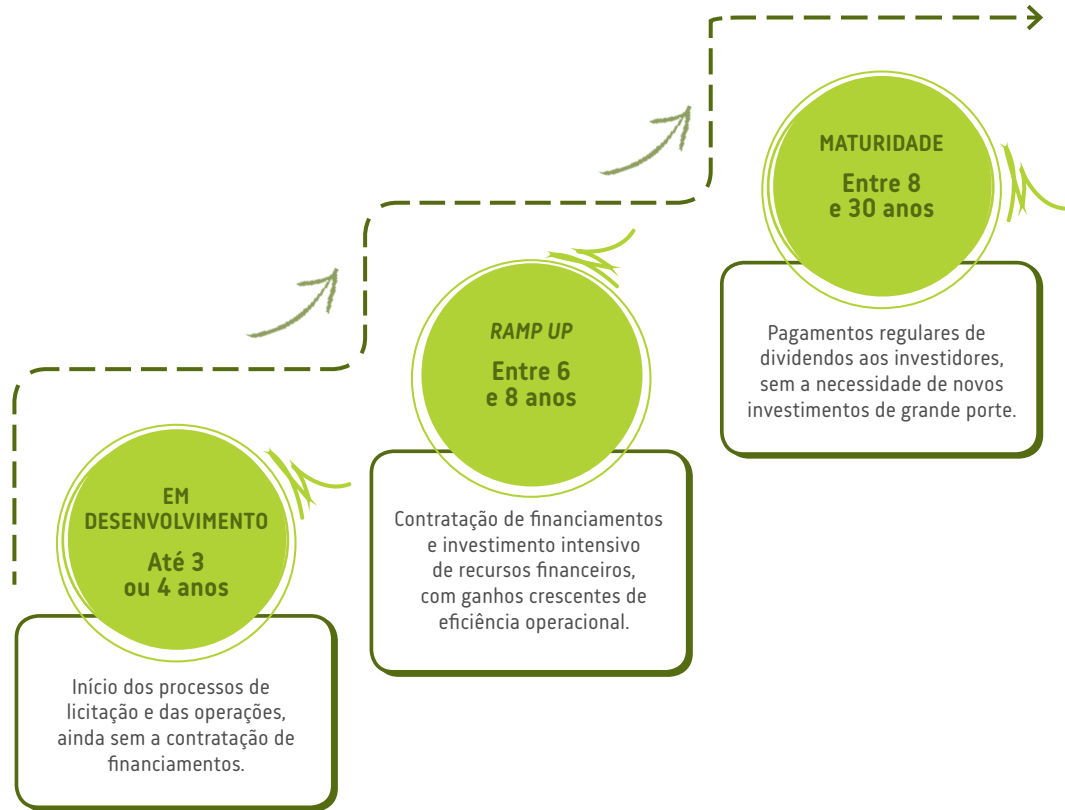 EM
DESENVOLVIMENTO
Até 3
ou 4 anos
Início dos processos de
licitação e das operações,
ainda sem a contratação de
financiamentos.
RAMP UP
Entre 6
e 8 anos
Contratação de financiamentos
e investimento intensivo
de recursos financeiros,
com ganhos crescentes de
eficiência operacional.
MATURIDADE
Entre 8
e 30 anos
Pagamentos regulares de
dividendos aos investidores,
sem a necessidade de novos
investimentos de grande porte.